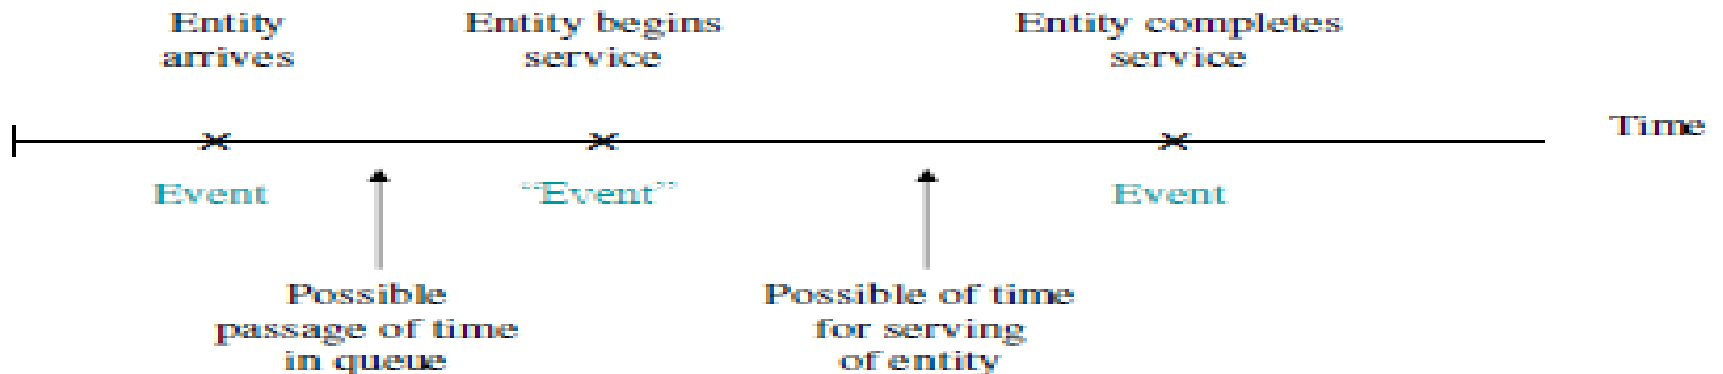 Entity
arrives
Entity begins
service
Entity completes
service
Time
Event
“Event”
Event
Possible
passage of time
in queue
Possible of time
for serving
of entity